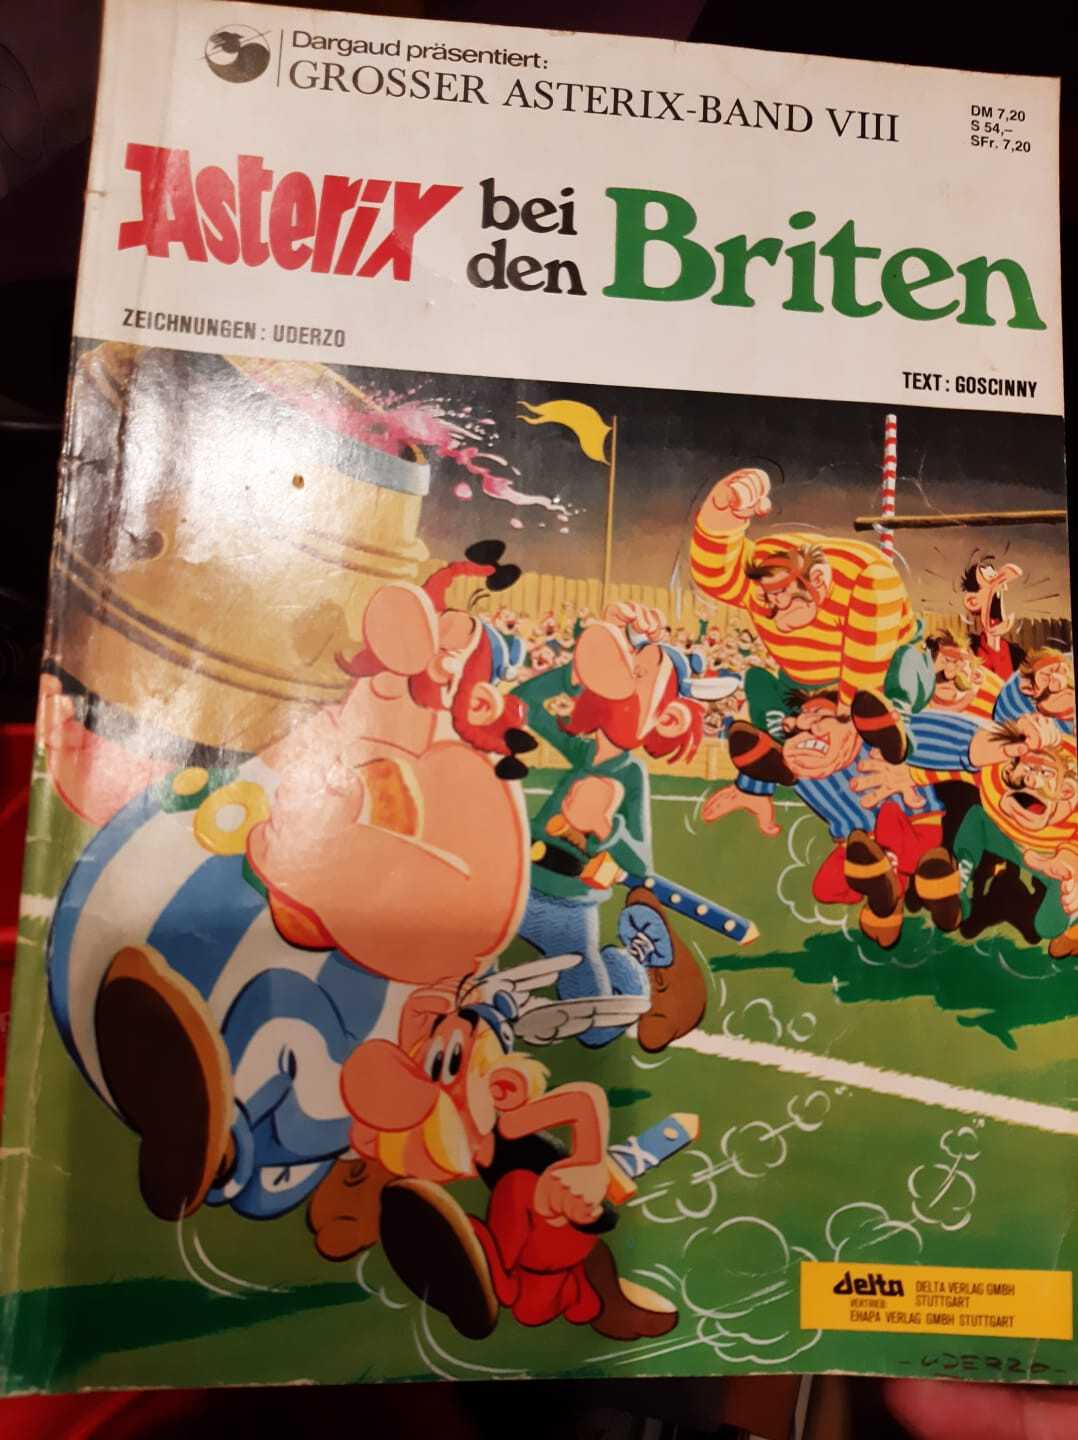 Dargaud präsentiert:
GROSSER ASTERIX-BAND VIII
DM 7,20
S 54,–
SFr. 7,20
Asterix
bei
den
Briten
ZEICHNUNGEN: UDERZO
TEXT: GOSCINNY
delta
VERTRIEB:
DELTA VERLAG GMBH
STUTTGART
EHAPA VERLAG GMBH STUTTGART
-UDERZO-